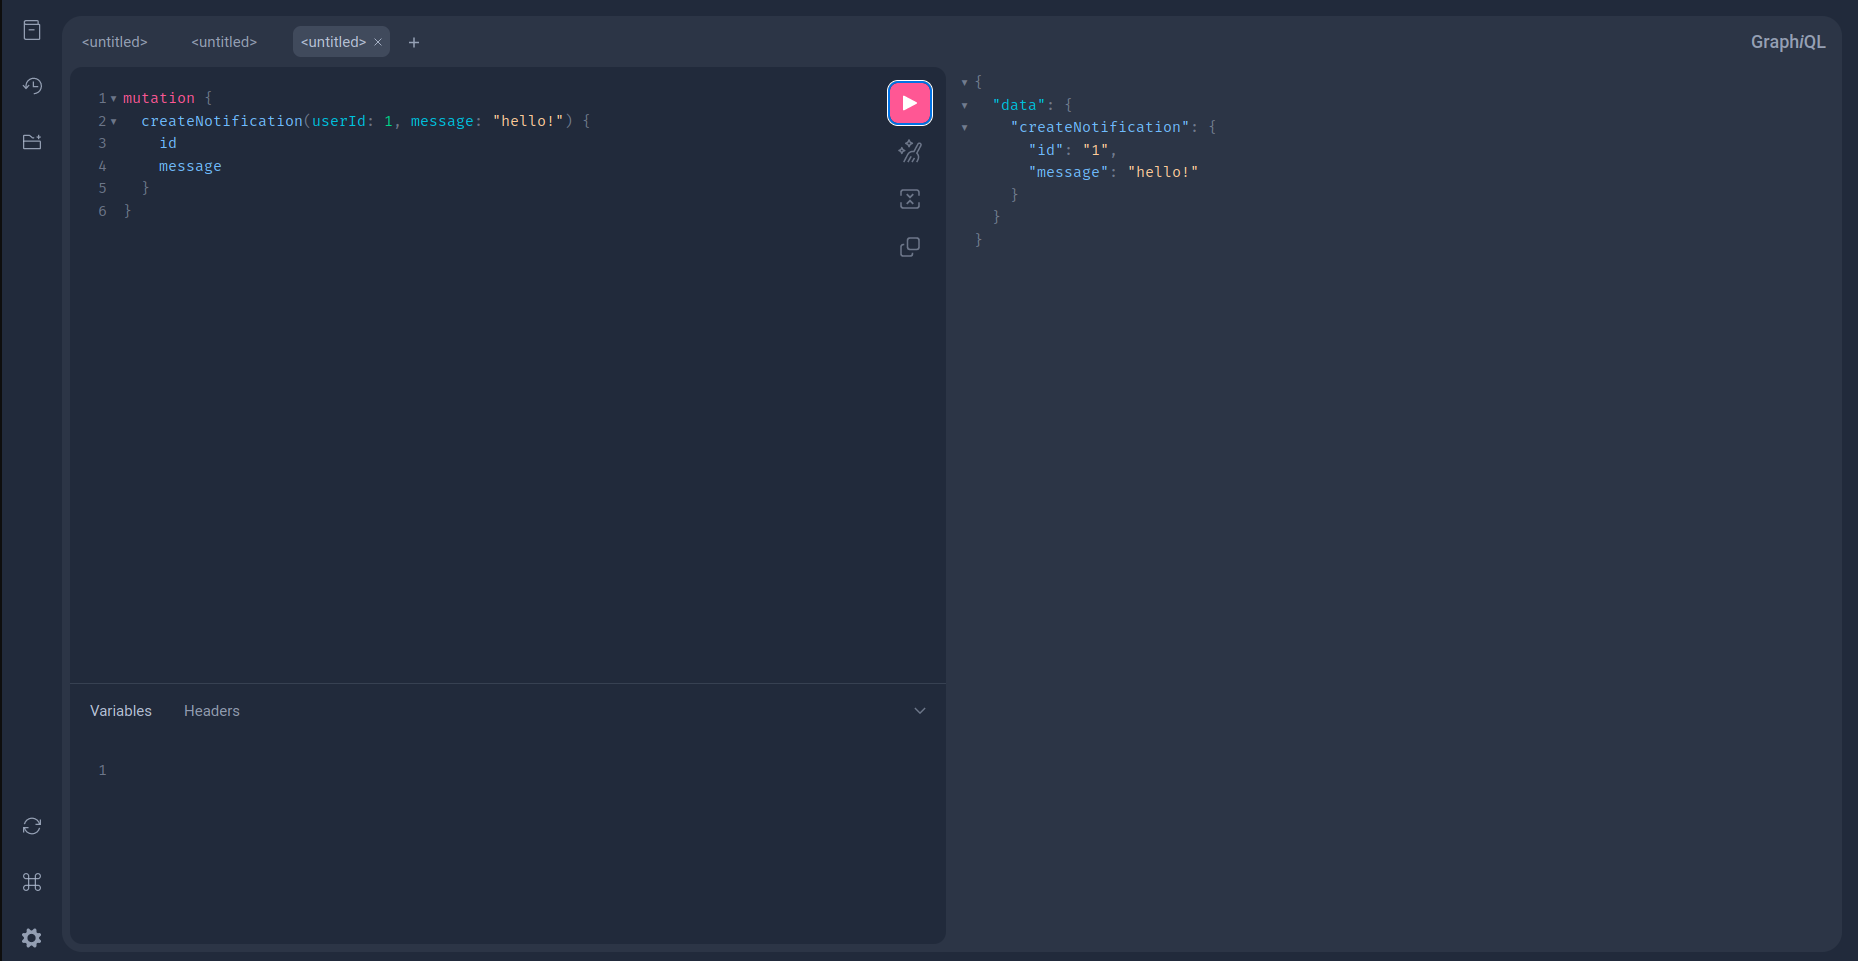 <untitled> <untitled> <untitled> × +
GraphiQL
1 mutation {
2 createNotification(userId: 1, message: "hello!") {
3 id
4 message
5 }
6 }
{
"data": {
"createNotification": {
"id": "1",
"message": "hello!"
}
}
}
Variables Headers
1